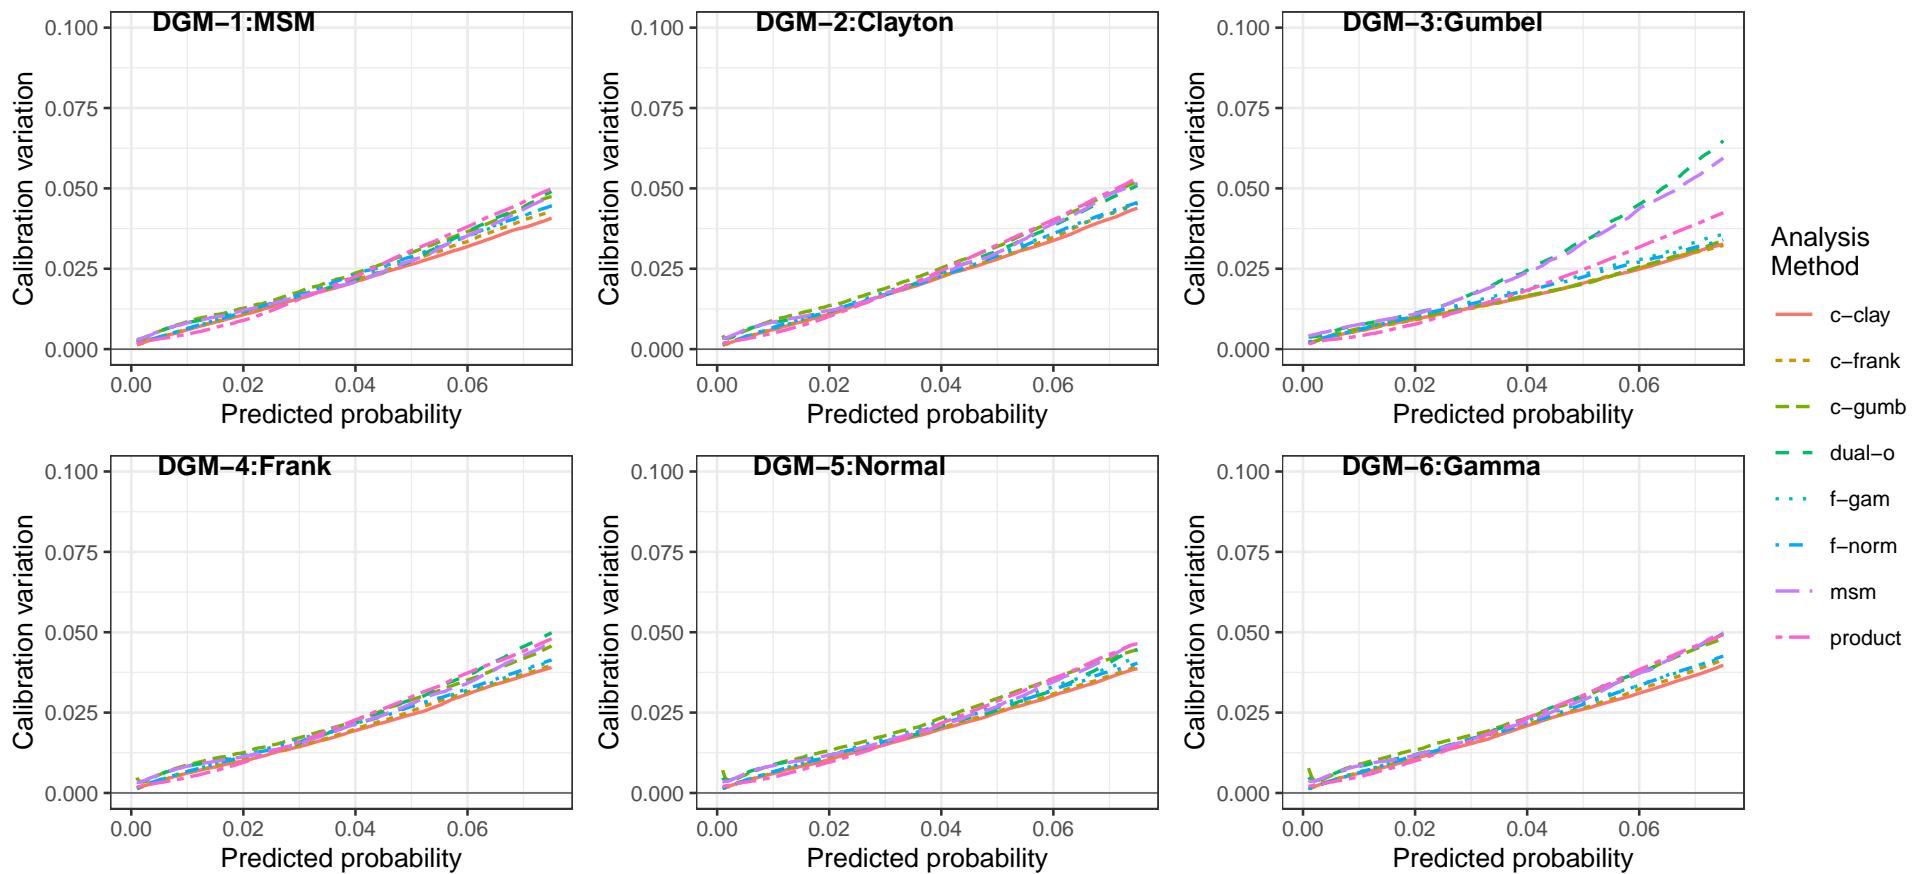 DGM−1:MSM
Calibration variation
0.100
0.075
0.050
0.025
0.000
0.00 0.02 0.04 0.06
Predicted probability
DGM−2:Clayton
Calibration variation
0.100
0.075
0.050
0.025
0.000
0.00 0.02 0.04 0.06
Predicted probability
DGM−3:Gumbel
Calibration variation
0.100
0.075
0.050
0.025
0.000
0.00 0.02 0.04 0.06
Predicted probability
DGM−4:Frank
Calibration variation
0.100
0.075
0.050
0.025
0.000
0.00 0.02 0.04 0.06
Predicted probability
DGM−5:Normal
Calibration variation
0.100
0.075
0.050
0.025
0.000
0.00 0.02 0.04 0.06
Predicted probability
DGM−6:Gamma
Calibration variation
0.100
0.075
0.050
0.025
0.000
0.00 0.02 0.04 0.06
Predicted probability
Analysis
Method
c−clay
c−frank
c−gumb
dual−o
f−gam
f−norm
msm
product